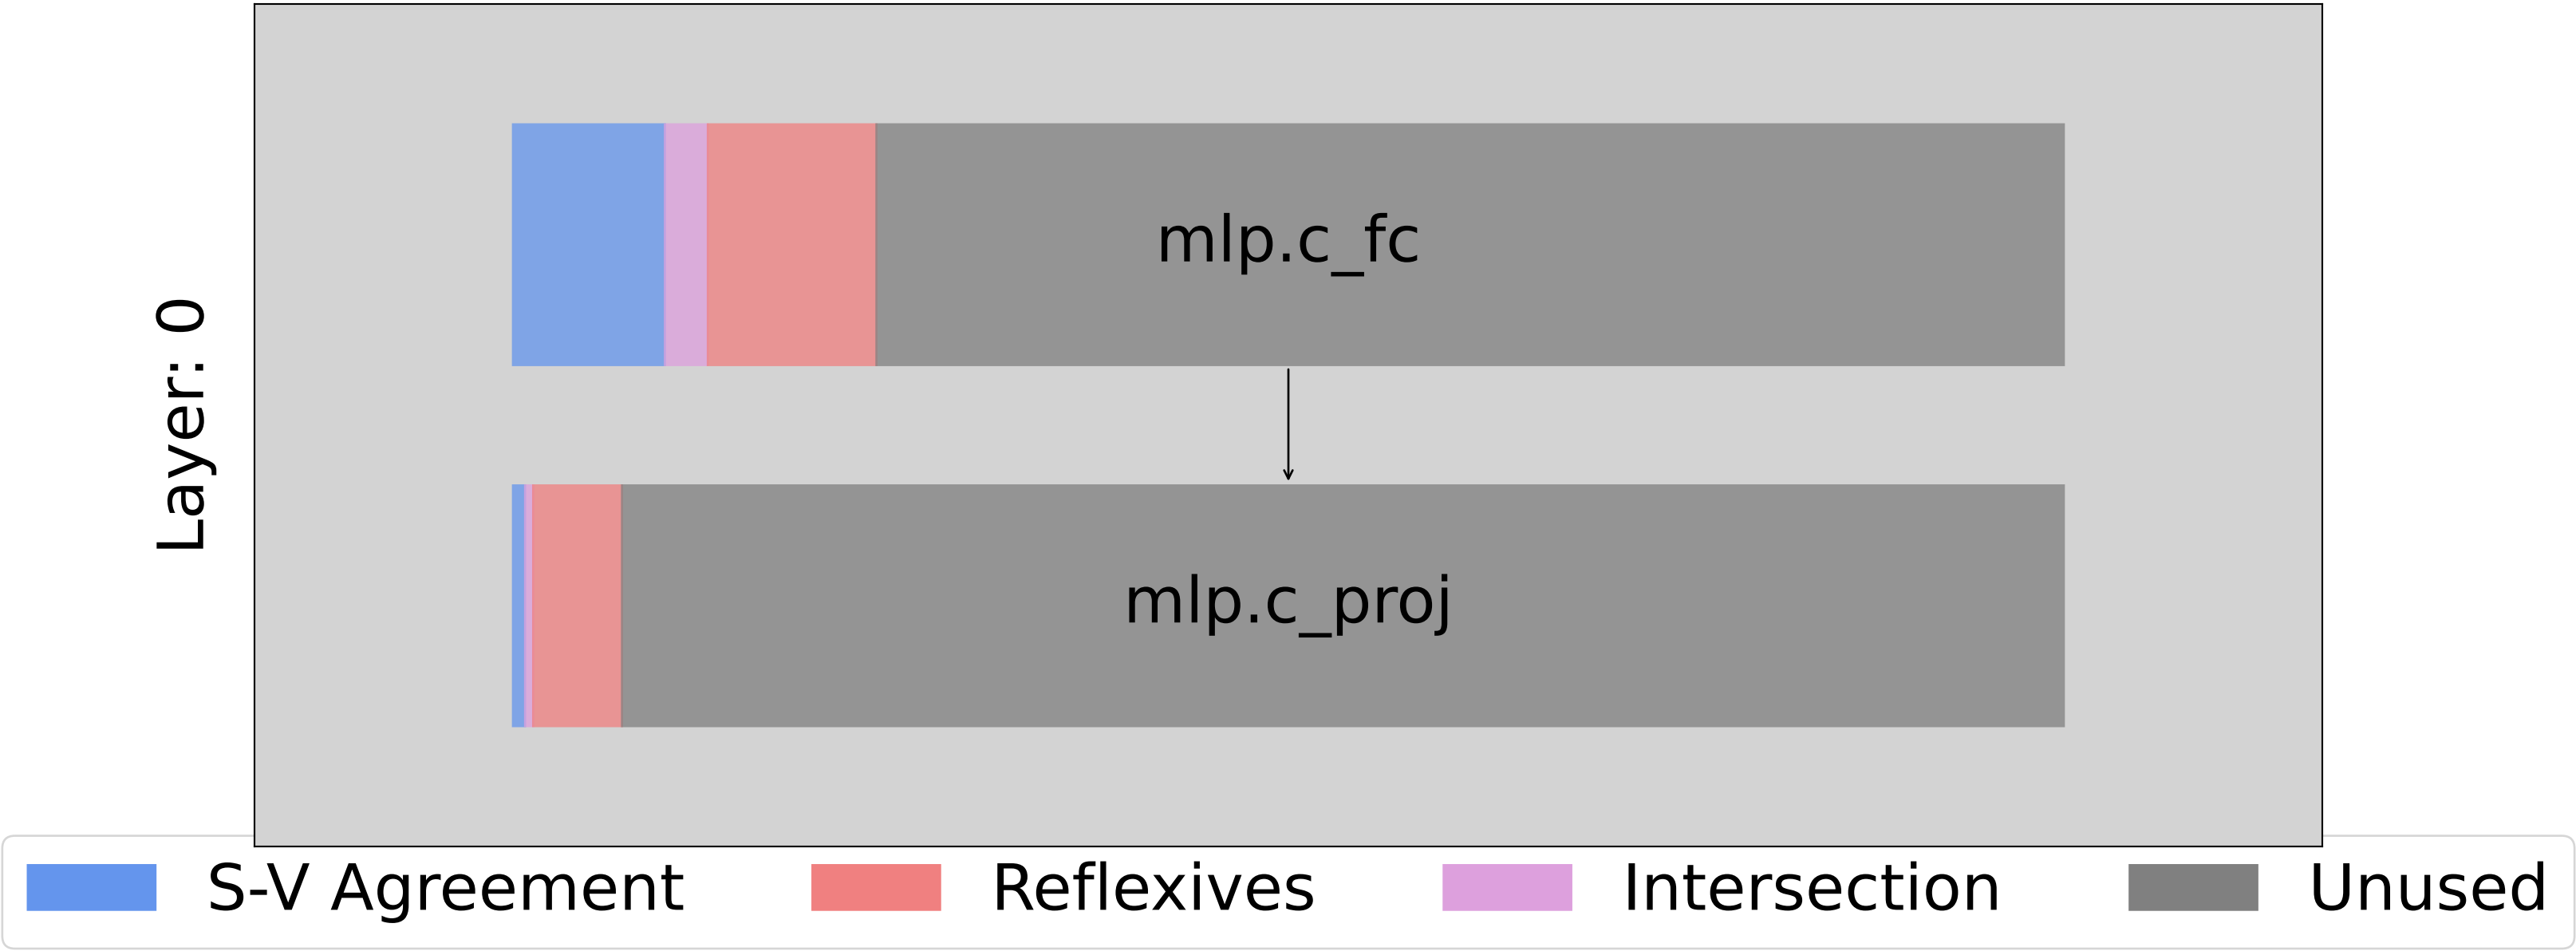 Layer: 0
mlp.c_fc
mlp.c_proj
S-V Agreement Reflexives Intersection Unused